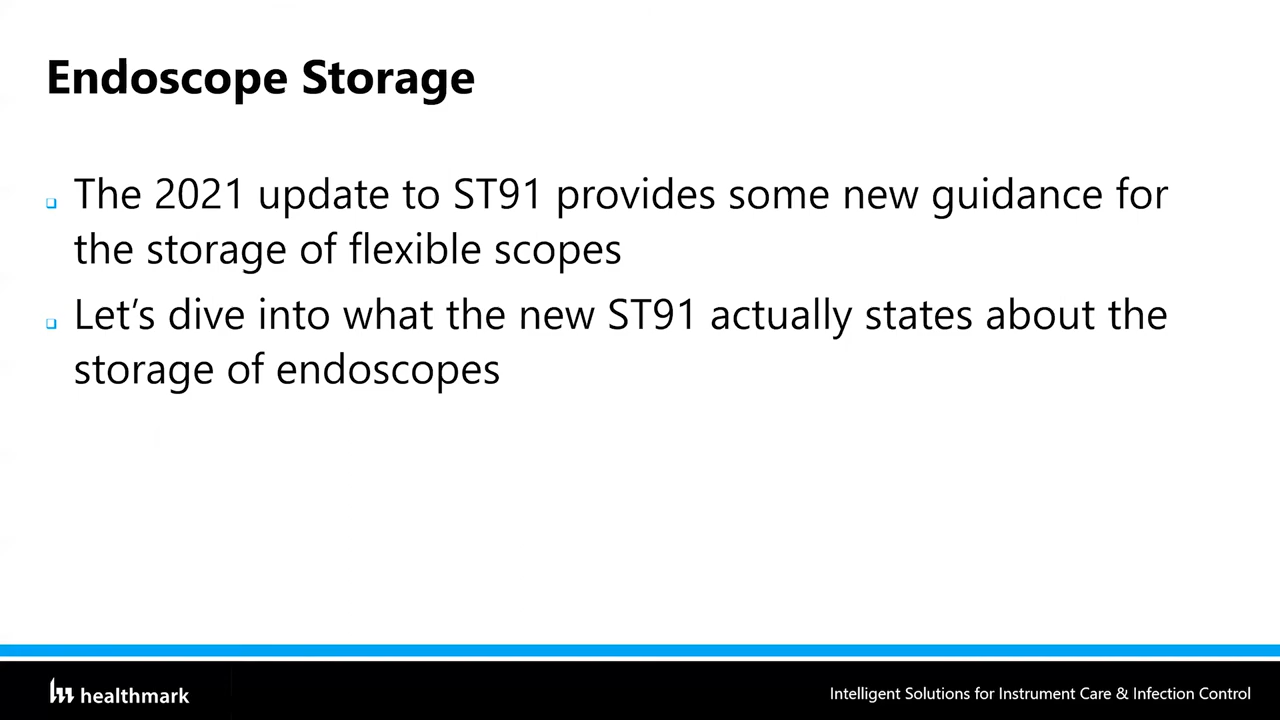 Endoscope Storage
The 2021 update to ST91 provides some new guidance for
the storage of flexible scopes
Let’s dive into what the new ST91 actually states about the
storage of endoscopes
healthmark
Intelligent Solutions for Instrument Care & Infection Control